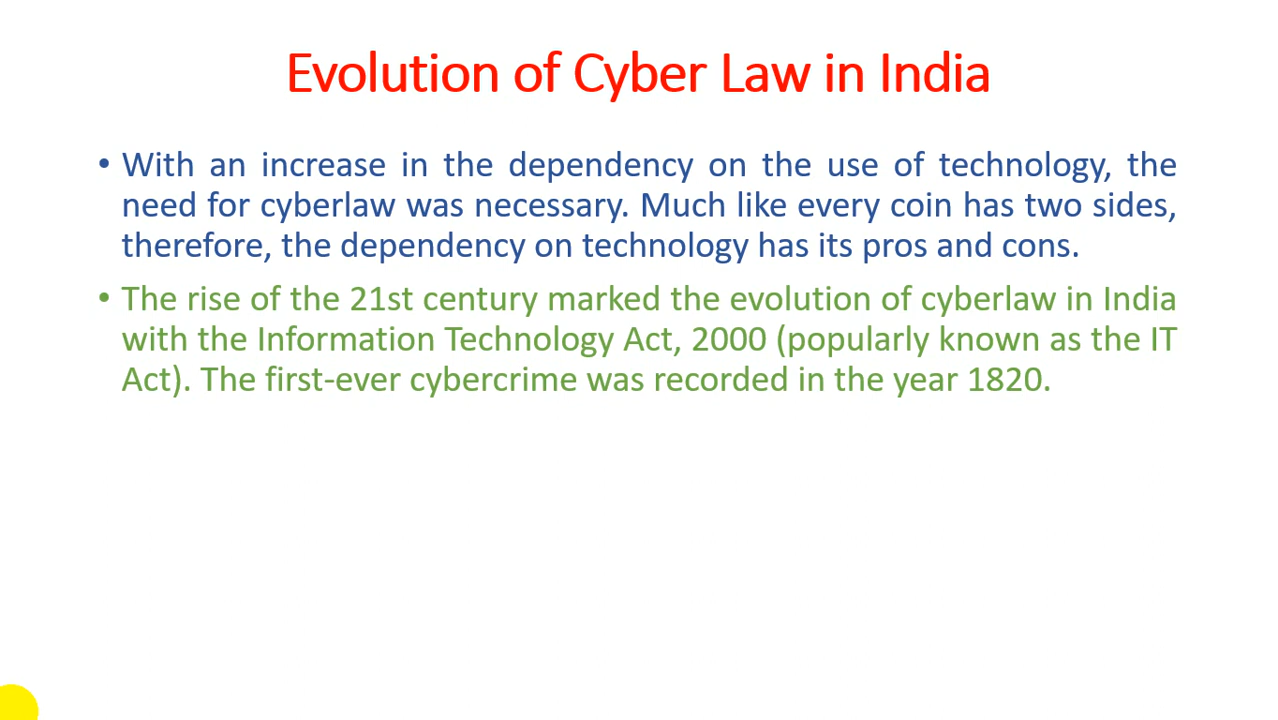 Evolution of Cyber Law in India
• With an increase in the dependency on the use of technology, the
need for cyberlaw was necessary. Much like every coin has two sides,
therefore, the dependency on technology has its pros and cons.
• The rise of the 21st century marked the evolution of cyberlaw in India
with the Information Technology Act, 2000 (popularly known as the IT
Act). The first-ever cybercrime was recorded in the year 1820.